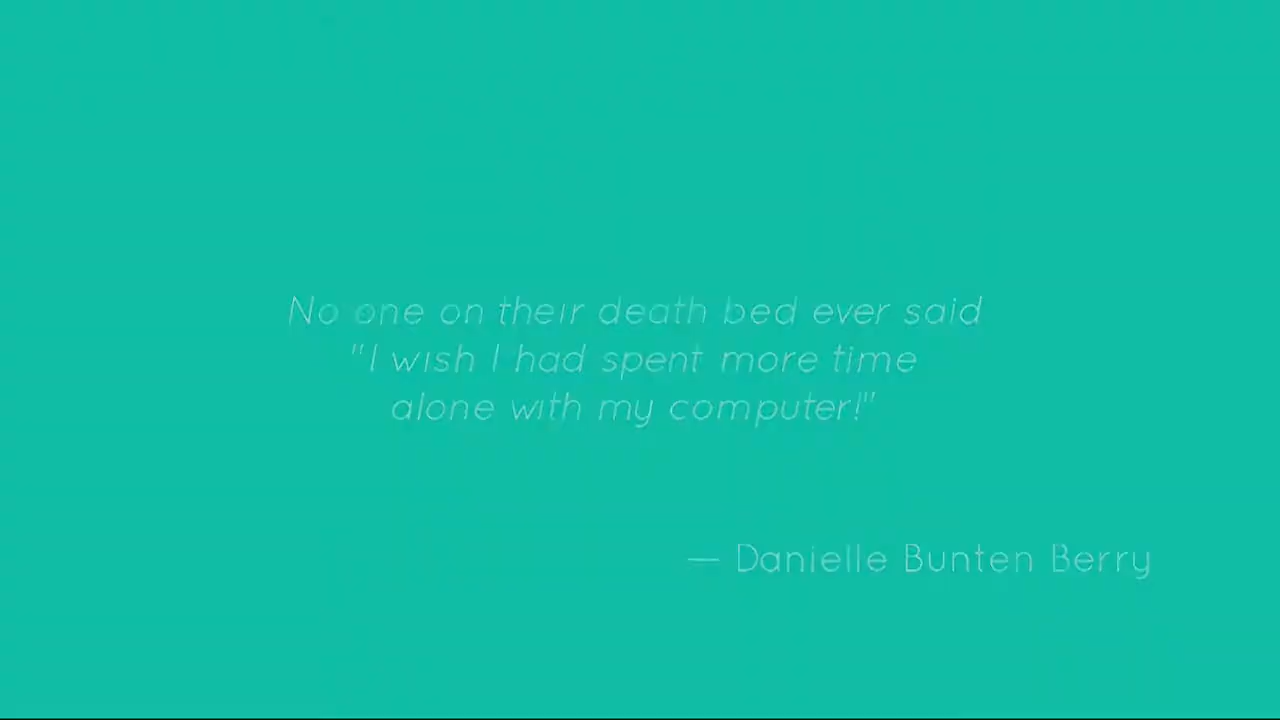 No one on their death bed ever said
"I wish I had spent more time
alone with my computer!"
— Danielle Bunten Berry